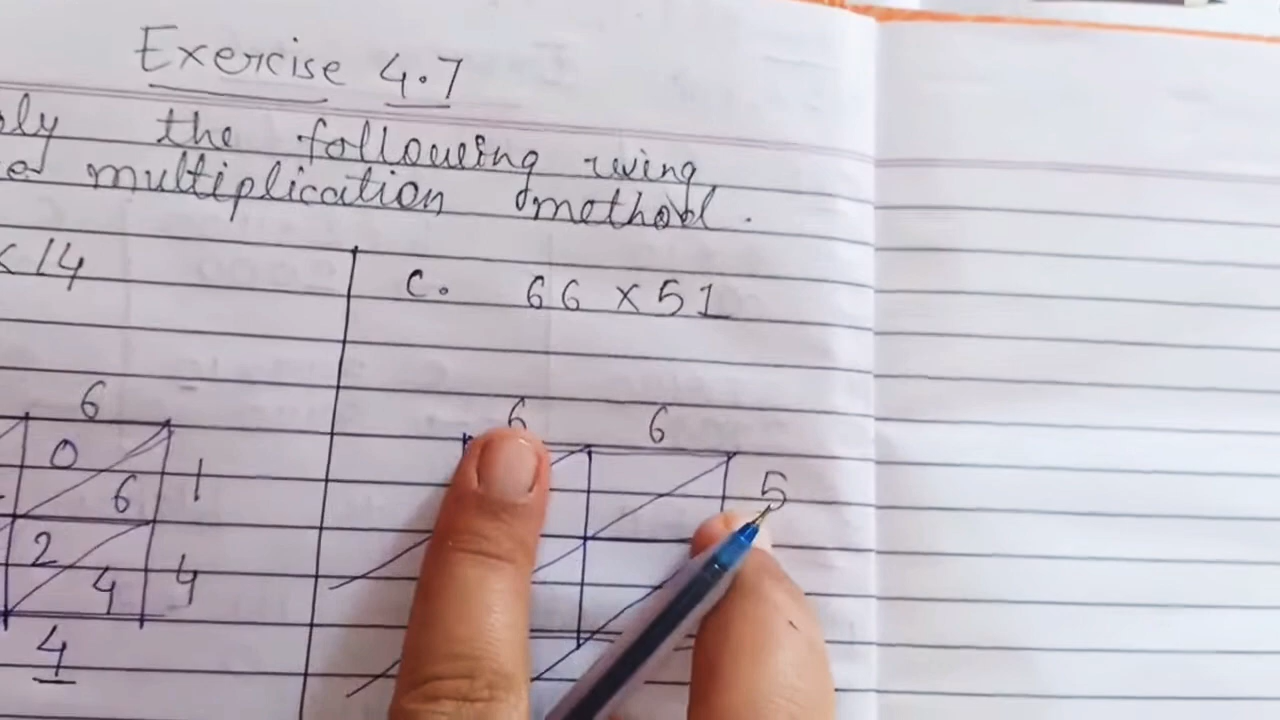 Exercise 4.7
ply the following using
e multiplication method.
× 14
c. 66 × 51
6
0
6
1
2
4
4
4
6 6
5